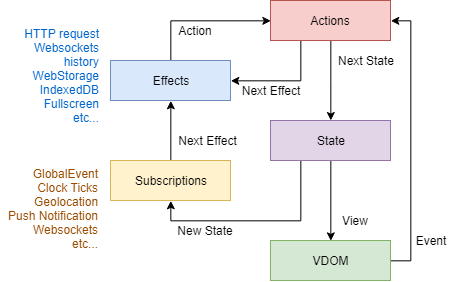 HTTP request
Websockets
history
WebStorage
IndexedDB
Fullscreen
etc...
Action
Actions
Next State
Effects
Next Effect
State
Next Effect
GlobalEvent
Clock Ticks
Geolocation
Push Notification
Websockets
etc...
Subscriptions
New State
View
Event
VDOM